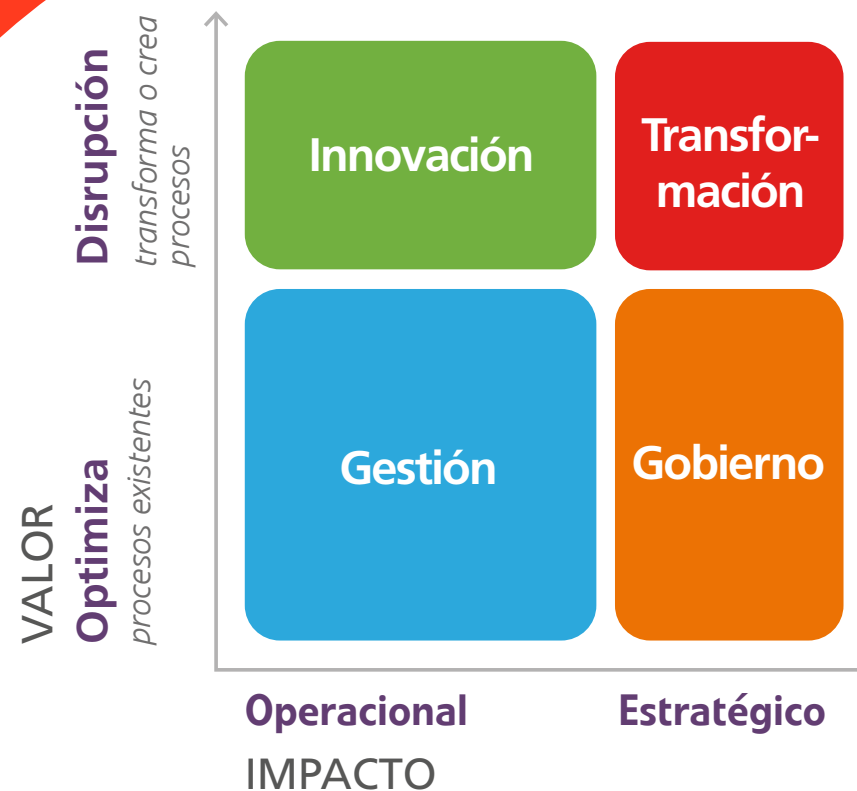 Disrupción
transforma o crea
procesos
Innovación
Transfor-
mación
VALOR
Optimiza
procesos existentes
Gestión
Gobierno
Operacional
Estratégico
IMPACTO